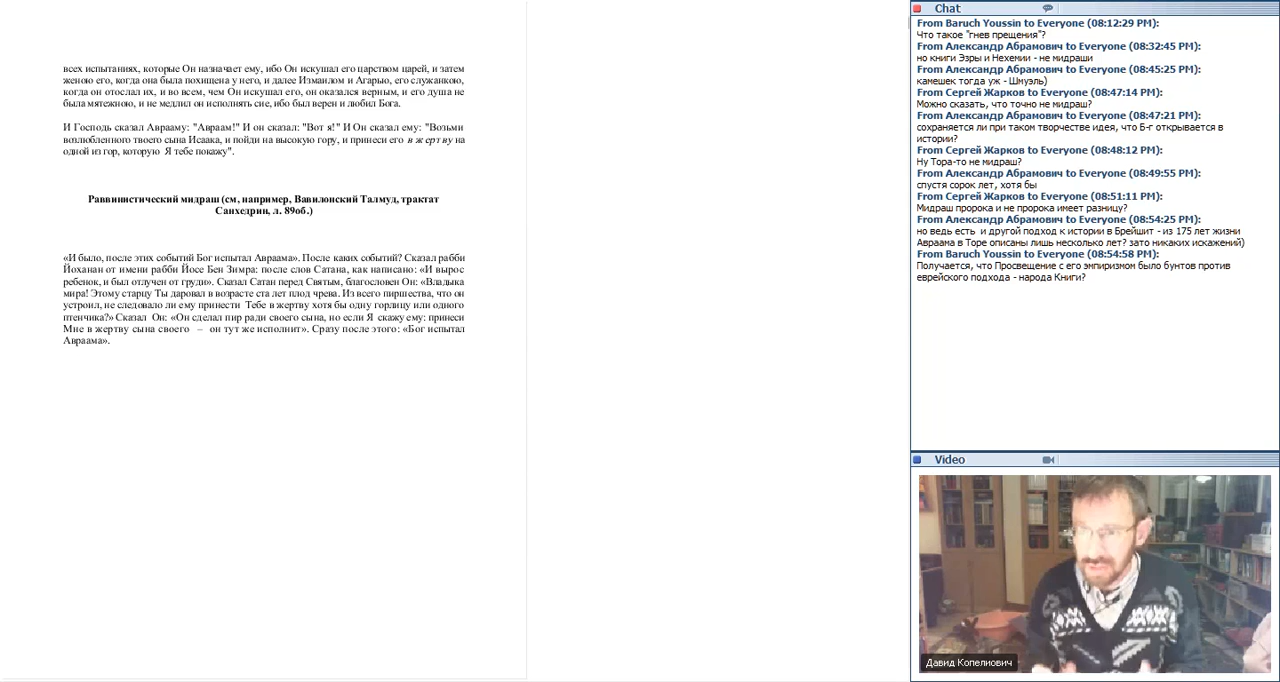 всех испытаниях, которые Он назначает ему, ибо Он искушал его царством царей, и затем
женою его, когда она была похищена у него, и далее Измаилом и Агарью, его служанкою,
когда он отослал их, и во всем, чем Он искушал его, он оказался верным, и его душа не
была мятежною, и не медлил он исполнять сие, ибо был верен и любил Бога.
И Господь сказал Аврааму: "Авраам!" И он сказал: "Вот я!" И Он сказал ему: "Возьми
возлюбленного твоего сына Исаака, и пойди на высокую гору, и принеси его в жертву на
одной из гор, которую Я тебе покажу".
Раввинистический мидраш (см, например, Вавилонский Талмуд, трактат
Санхедрин, л. 89об.)
«И было, после этих событий Бог испытал Авраама». После каких событий? Сказал рабби
Йоханан от имени рабби Йосе Бен Зимра: после слов Сатана, как написано: «И вырос
ребенок, и был отлучен от груди». Сказал Сатан перед Святым, благословен Он: «Владыка
мира! Этому старцу Ты даровал в возрасте ста лет плод чрева. Из всего пиршества, что он
устроил, не следовало ли ему принести Тебе в жертву хотя бы одну горлицу или одного
птенчика?» Сказал Он: «Он сделал пир ради своего сына, но если Я скажу ему: принеси
Мне в жертву сына своего – он тут же исполнит». Сразу после этого: «Бог испытал
Авраама».
Chat
From Baruch Youssin to Everyone (08:12:29 PM):
Что такое "гнев прещения"?
From Александр Абрамович to Everyone (08:32:45 PM):
но книги Эзры и Нехемии - не мидраши
From Александр Абрамович to Everyone (08:45:25 PM):
камешек тогда уж - Шмуэль)
From Сергей Жарков to Everyone (08:47:14 PM):
Можно сказать, что точно не мидраш?
From Александр Абрамович to Everyone (08:47:21 PM):
сохраняется ли при таком творчестве идея, что Б-г открывается в
истории?
From Сергей Жарков to Everyone (08:48:12 PM):
Ну Тора-то не мидраш?
From Александр Абрамович to Everyone (08:49:55 PM):
спустя сорок лет, хотя бы
From Сергей Жарков to Everyone (08:51:11 PM):
Мидраш пророка и не пророка имеет разницу?
From Александр Абрамович to Everyone (08:54:25 PM):
но ведь есть и другой подход к истории в Брейшит - из 175 лет жизни
Авраама в Торе описаны лишь несколько лет? зато никаких искажений)
From Baruch Youssin to Everyone (08:54:58 PM):
Получается, что Просвещение с его эмпиризмом было бунтов против
еврейского подхода - народа Книги?
Video
Давид Копелиович